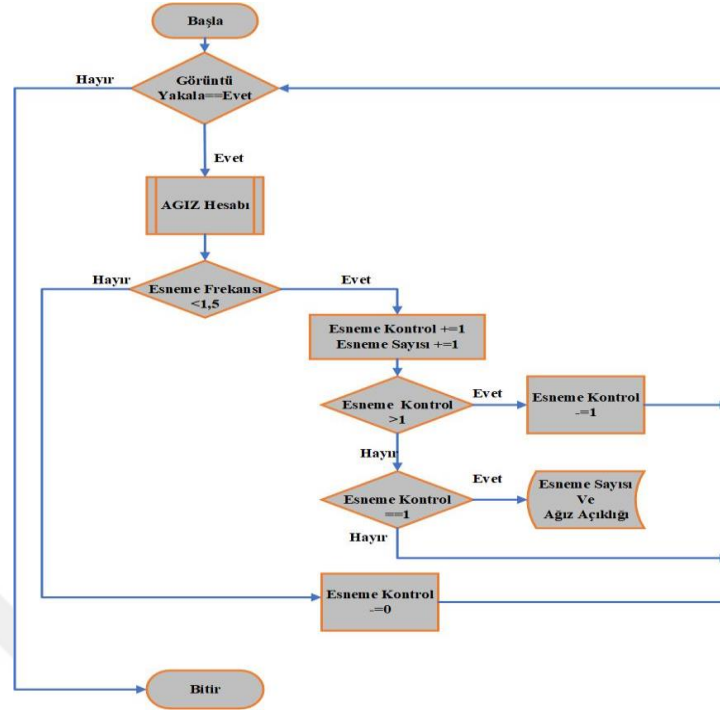 Başla
Hayır
Görüntü
Yakala==Evet
Evet
AGIZ Hesabı
Hayır
Esneme Frekansı
<1,5
Evet
Esneme Kontrol +=1
Esneme Sayısı +=1
Esneme Kontrol
>1
Evet
Esneme Kontrol
-=1
Hayır
Esneme Kontrol
==1
Evet
Esneme Sayısı
Ve
Ağız Açıklığı
Hayır
Esneme Kontrol
-=0
Bitir